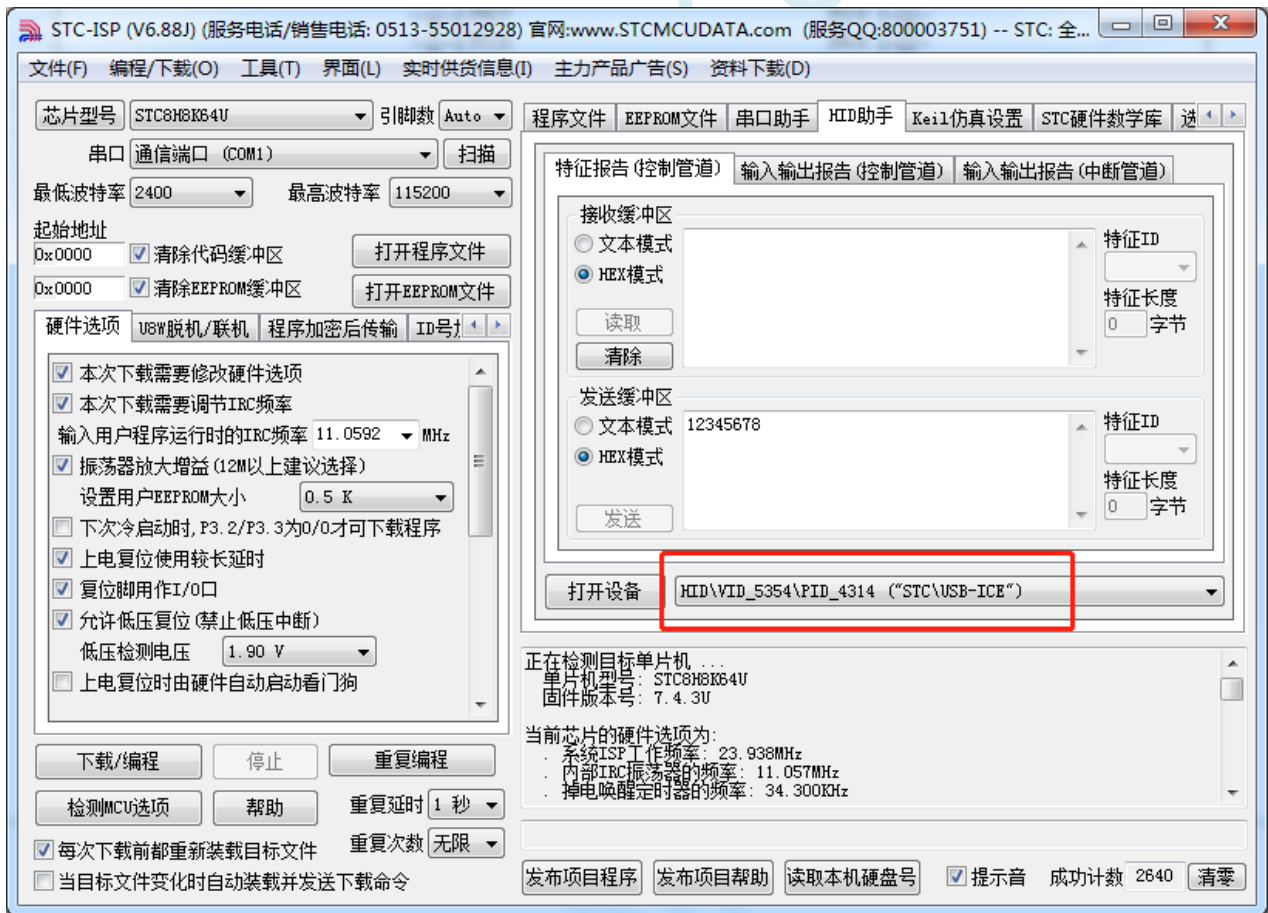 STC-ISP (V6.88J) (服务电话/销售电话: 0513-55012928) 官网:www.STCMCUDATA.com (服务QQ:800003751) -- STC: 全...
文件(F) 编程/下载(O) 工具(T) 界面(L) 实时供货信息(I) 主力产品广告(S) 资料下载(D)
芯片型号 STC8H8K64U 引脚数 Auto
串口 通信端口 (COM1) 扫描
最低波特率 2400 最高波特率 115200
起始地址
0x0000 清除代码缓冲区 打开程序文件
0x0000 清除EEPROM缓冲区 打开EEPROM文件
硬件选项 U8W脱机/联机 程序加密后传输 ID号
本次下载需要修改硬件选项
本次下载需要调节IRC频率
输入用户程序运行时的IRC频率 11.0592 MHz
振荡器放大增益(12M以上建议选择)
设置用户EEPROM大小 0.5 K
下次冷启动时,P3.2/P3.3为0/0才可下载程序
上电复位使用较长延时
复位脚用作I/O口
允许低压复位(禁止低压中断)
低压检测电压 1.90 V
上电复位时由硬件自动启动看门狗
下载/编程 停止 重复编程
检测MCU选项 帮助 重复延时 1 秒
重复次数 无限
每次下载前都重新装载目标文件
当目标文件变化时自动装载并发送下载命令
程序文件 EEPROM文件 串口助手 HID助手 Keil仿真设置 STC硬件数学库 选
特征报告(控制管道) 输入输出报告(控制管道) 输入输出报告(中断管道)
接收缓冲区
文本模式
HEX模式
读取
清除
特征ID
特征长度
0 字节
发送缓冲区
文本模式
HEX模式
12345678
发送
特征ID
特征长度
0 字节
打开设备 HID\VID_5354\PID_4314 ("STC\USB-ICE")
正在检测目标单片机 ...
单片机型号: STC8H8K64U
固件版本号: 7.4.3U
当前芯片的硬件选项为:
. 系统ISP工作频率: 23.938MHz
. 内部IRC振荡器的频率: 11.057MHz
. 掉电唤醒定时器的频率: 34.300KHz
发布项目程序 发布项目帮助 读取本机硬盘号 提示音 成功计数 2640 清零